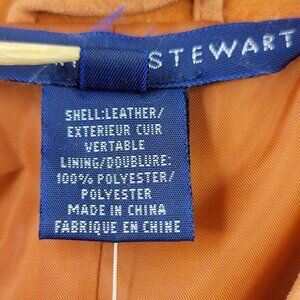 STEWART
SHELL:LEATHER/
EXTERIEUR CUIR
VERTABLE
LINING/DOUBLURE:
100% POLYESTER/
POLYESTER
MADE IN CHINA
FABRIQUE EN CHINE